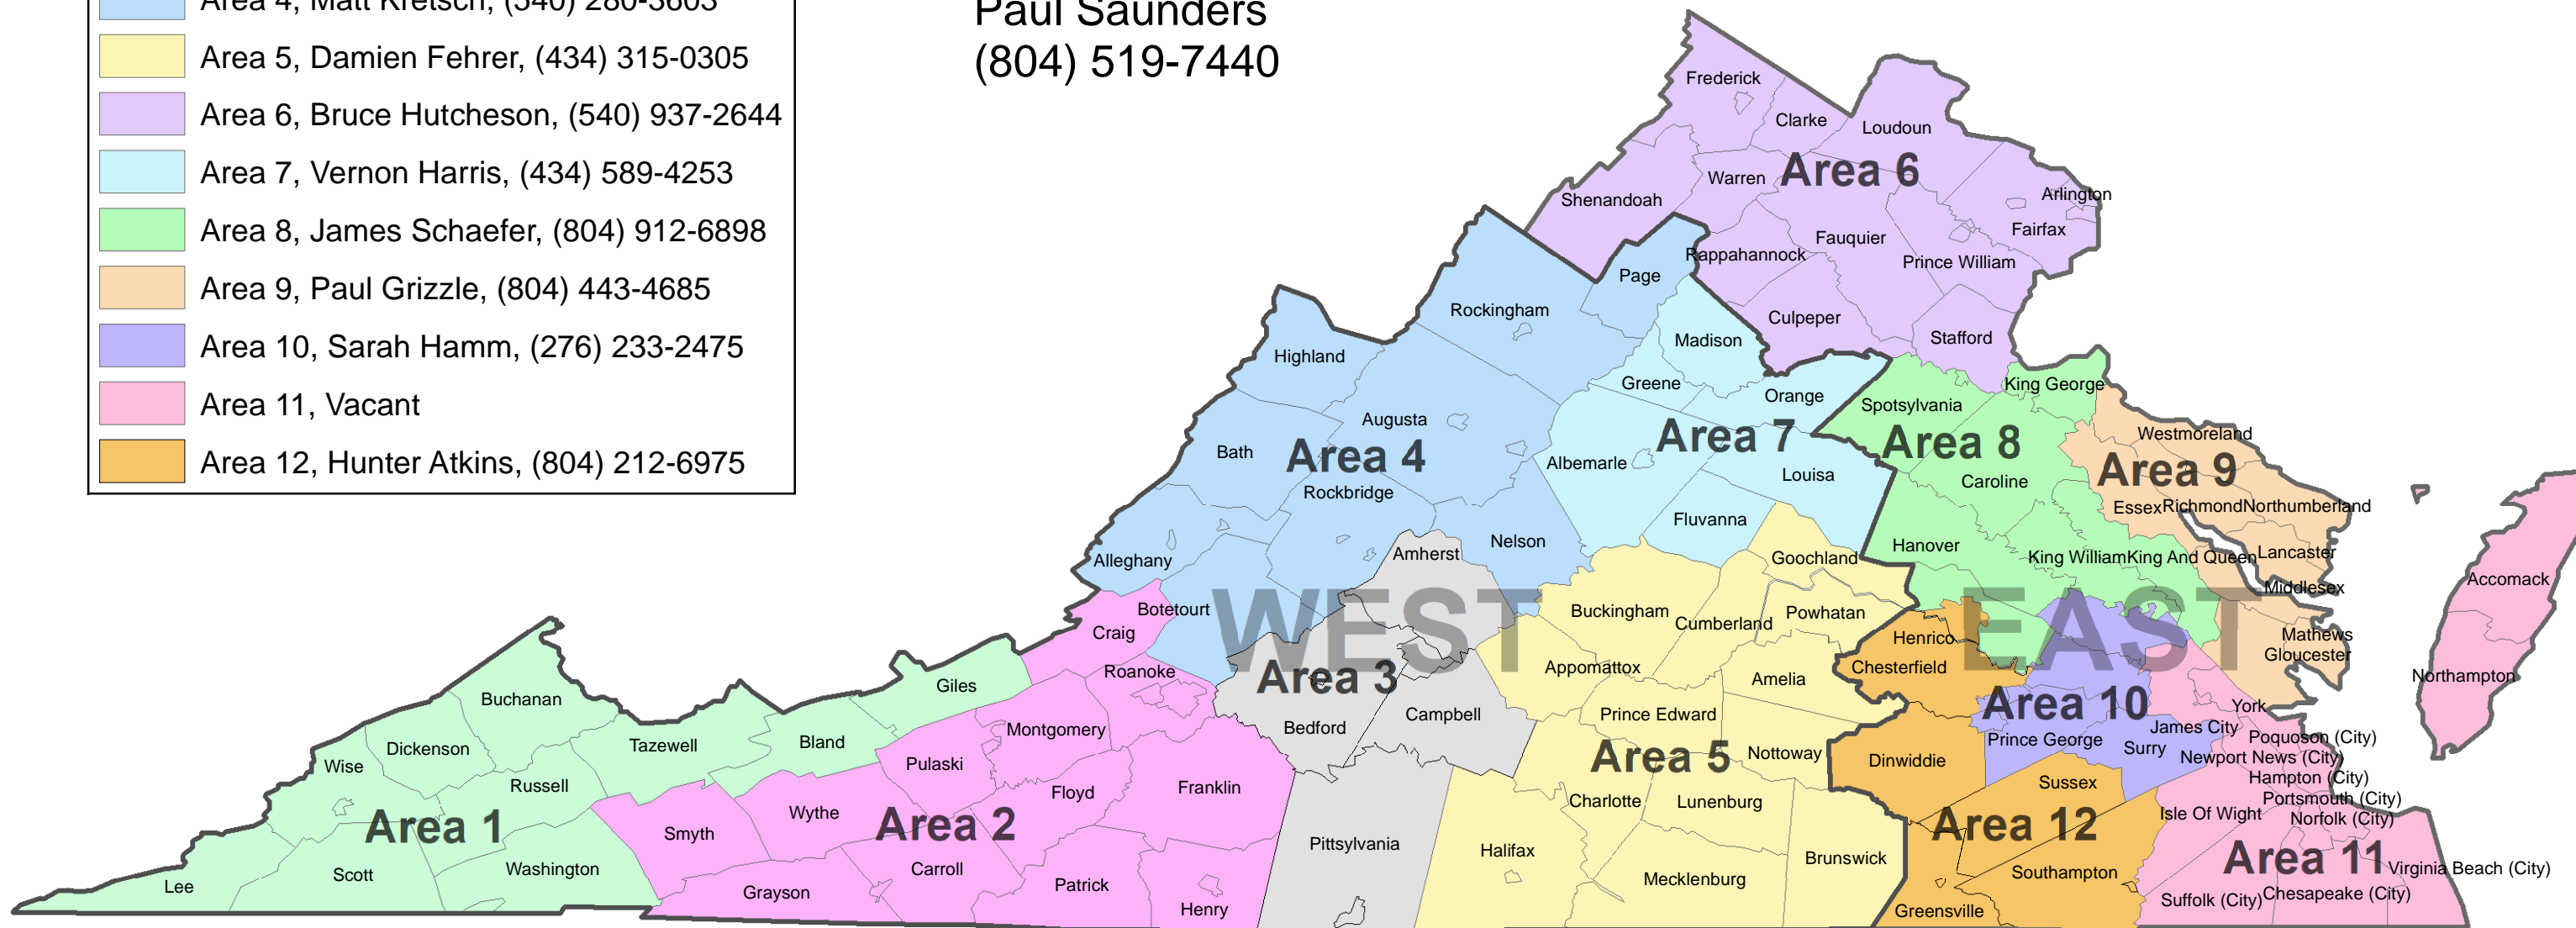 Area 4, Matt Kretsch, (540) 280-3603
Area 5, Damien Fehrer, (434) 315-0305
Area 6, Bruce Hutcheson, (540) 937-2644
Area 7, Vernon Harris, (434) 589-4253
Area 8, James Schaefer, (804) 912-6898
Area 9, Paul Grizzle, (804) 443-4685
Area 10, Sarah Hamm, (276) 233-2475
Area 11, Vacant
Area 12, Hunter Atkins, (804) 212-6975
Paul Saunders
(804) 519-7440
Frederick
Clarke
Loudoun
Area 6
Warren
Shenandoah
Arlington
Fairfax
Fauquier
Rappahannock
Prince William
Page
Culpeper
Stafford
Rockingham
Highland
Madison
Greene
Orange
King George
Spotsylvania
Augusta
Area 4
Bath
Rockbridge
Area 7
Albemarle
Louisa
Fluvanna
Area 8
Caroline
Westmoreland
Area 9
Essex
Richmond
Northumberland
Nelson
Amherst
Alleghany
Goochland
Hanover
King William
King And Queen
Lancaster
Middlesex
Accomack
WEST
EAST
Botetourt
Craig
Buckingham
Cumberland
Powhatan
Henrico
Chesterfield
Mathews
Gloucester
Northampton
Roanoke
Area 3
Appomattox
Amelia
Giles
Buchanan
Bedford
Campbell
Prince Edward
Area 10
York
James City
Poquoson (City)
Prince George
Surry
Newport News (City)
Hampton (City)
Montgomery
Dickenson
Tazewell
Bland
Wise
Pulaski
Area 5
Nottoway
Dinwiddie
Sussex
Portsmouth (City)
Norfolk (City)
Russell
Franklin
Floyd
Wythe
Charlotte
Lunenburg
Isle Of Wight
Area 1
Smyth
Area 2
Area 12
Pittsylvania
Halifax
Brunswick
Area 11
Virginia Beach (City)
Lee
Scott
Washington
Carroll
Grayson
Patrick
Henry
Mecklenburg
Southampton
Greensville
Suffolk (City)
Chesapeake (City)